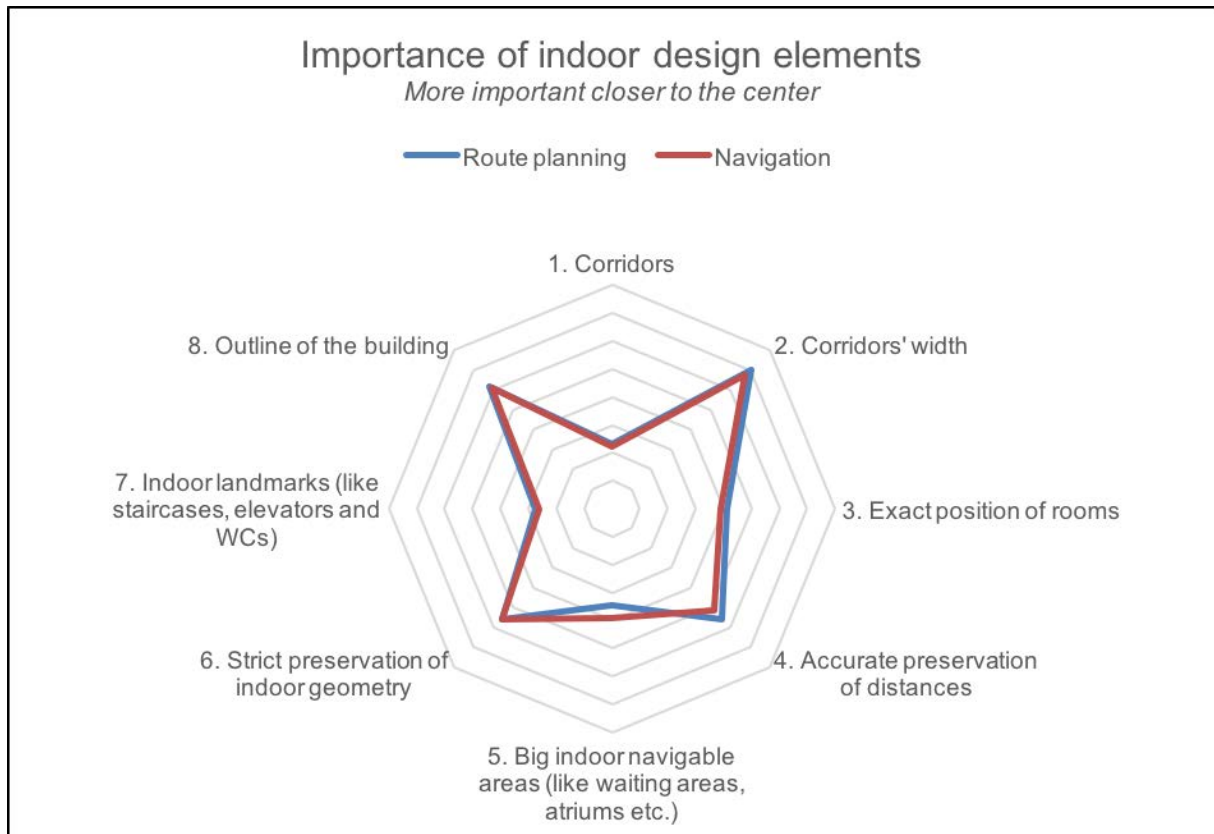 Importance of indoor design elements
More important closer to the center
Route planning
Navigation
1. Corridors
8. Outline of the building
2. Corridors' width
7. Indoor landmarks (like
staircases, elevators and
WCs)
3. Exact position of rooms
6. Strict preservation of
indoor geometry
4. Accurate preservation
of distances
5. Big indoor navigable
areas (like waiting areas,
atriums etc.)